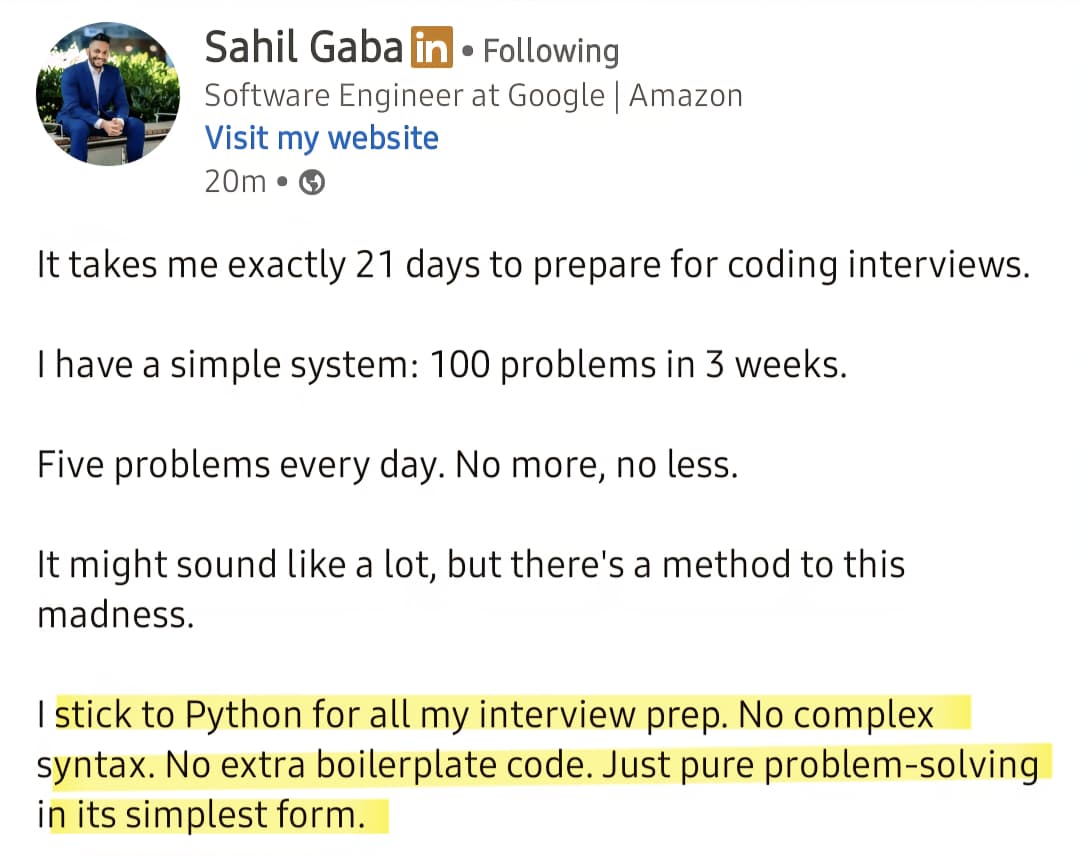 Sahil Gaba in • Following
Software Engineer at Google | Amazon
Visit my website
20m •
It takes me exactly 21 days to prepare for coding interviews.
I have a simple system: 100 problems in 3 weeks.
Five problems every day. No more, no less.
It might sound like a lot, but there's a method to this
madness.
I stick to Python for all my interview prep. No complex
syntax. No extra boilerplate code. Just pure problem-solving
in its simplest form.